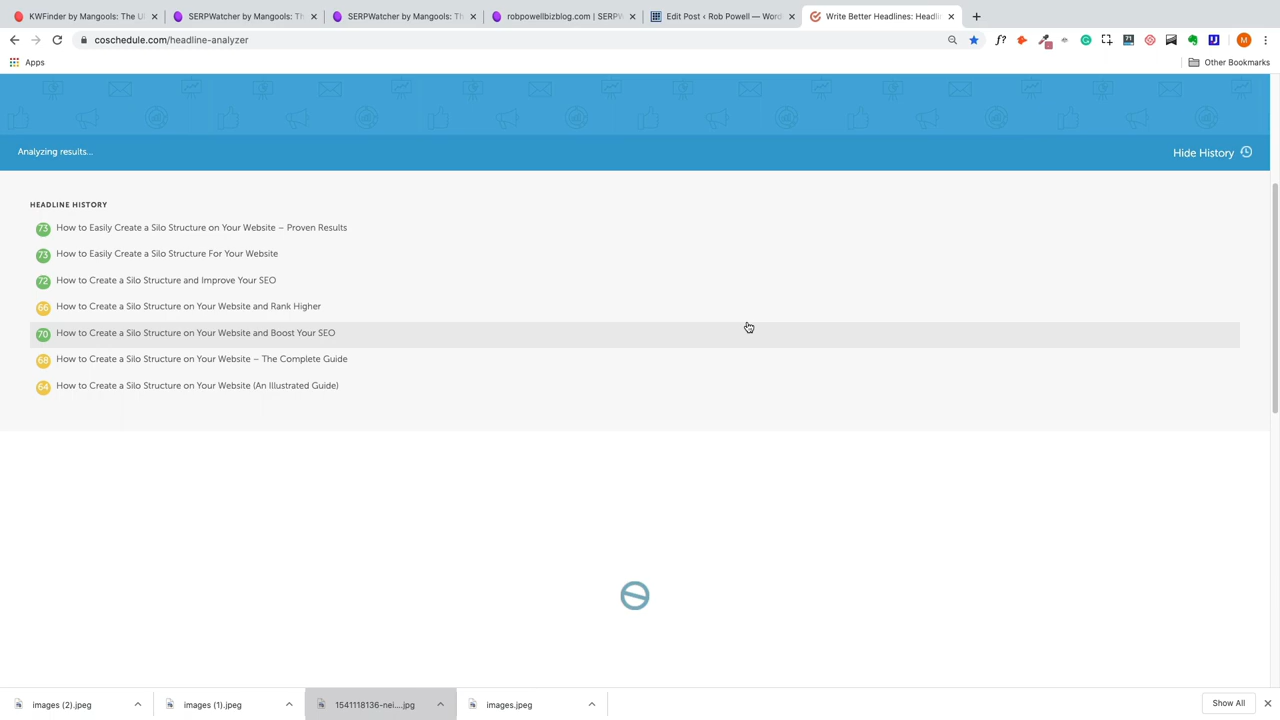 KWFinder by Mangools: The U
SERPWatcher by Mangools: Th
SERPWatcher by Mangools: Th
robpowellbizblog.com | SERPW
Edit Post ‹ Rob Powell — Word
Write Better Headlines: Headli
coschedule.com/headline-analyzer
f?
71
M
Apps
Other Bookmarks
Analyzing results...
Hide History
HEADLINE HISTORY
73 How to Easily Create a Silo Structure on Your Website – Proven Results
73 How to Easily Create a Silo Structure For Your Website
72 How to Create a Silo Structure and Improve Your SEO
66 How to Create a Silo Structure on Your Website and Rank Higher
70 How to Create a Silo Structure on Your Website and Boost Your SEO
68 How to Create a Silo Structure on Your Website – The Complete Guide
64 How to Create a Silo Structure on Your Website (An Illustrated Guide)
images (2).jpeg
images (1).jpeg
1541118136-nei....jpg
images.jpeg
Show All